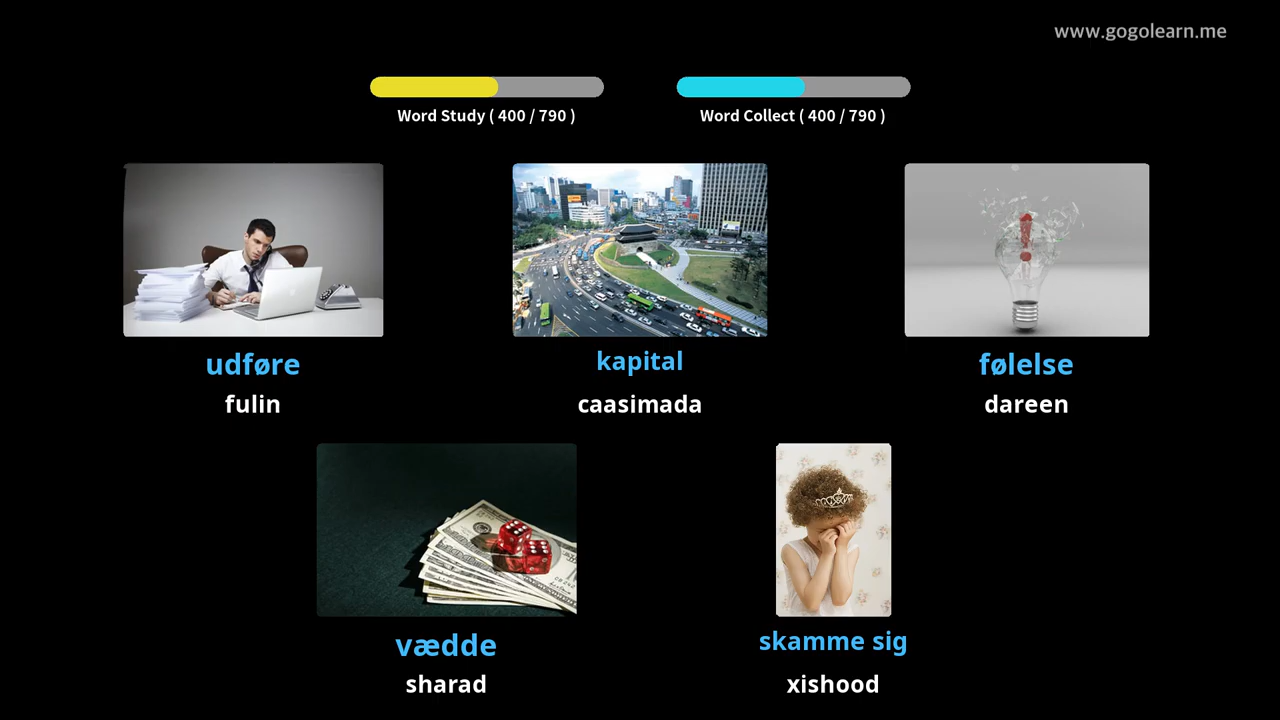 www.gogolearn.me
Word Study ( 400 / 790 )
Word Collect ( 400 / 790 )
udføre
kapital
følelse
fulin
caasimada
dareen
vædde
skamme sig
sharad
xishood